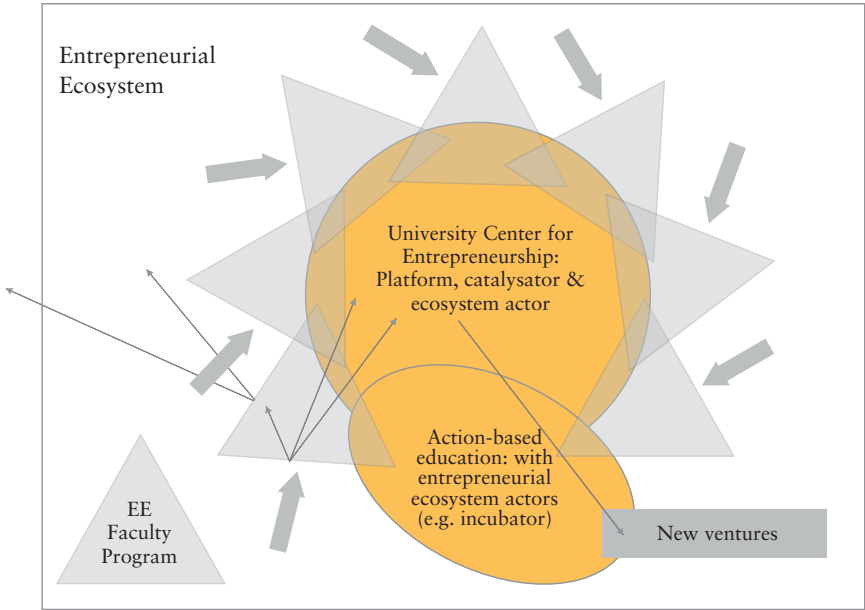 Entrepreneurial
Ecosystem
University Center for
Entrepreneurship:
Platform, catalysator &
ecosystem actor
Action-based
education: with
entrepreneurial
ecosystem actors
(e.g. incubator)
EE
Faculty
Program
New ventures